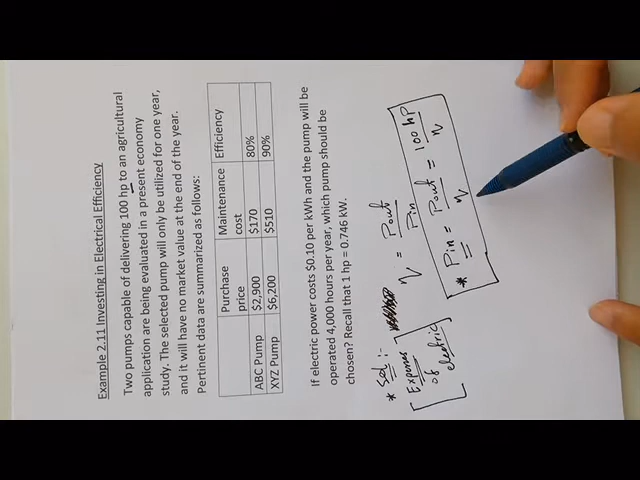 Example 2.11 Investing in Electrical Efficiency
Two pumps capable of delivering 100 hp to an agricultural
application are being evaluated in a present economy
study. The selected pump will only be utilized for one year,
and it will have no market value at the end of the year.
Pertinent data are summarized as follows:
Purchase price Maintenance cost Efficiency
ABC Pump $2,900 $170 80%
XYZ Pump $6,200 $510 90%
If electric power costs $0.10 per kWh and the pump will be
operated 4,000 hours per year, which pump should be
chosen? Recall that 1 hp = 0.746 kW.
* Sol:-
Expenses
of
electric
η = Pout / Pin
* Pin = Pout / η = 100 hp / η